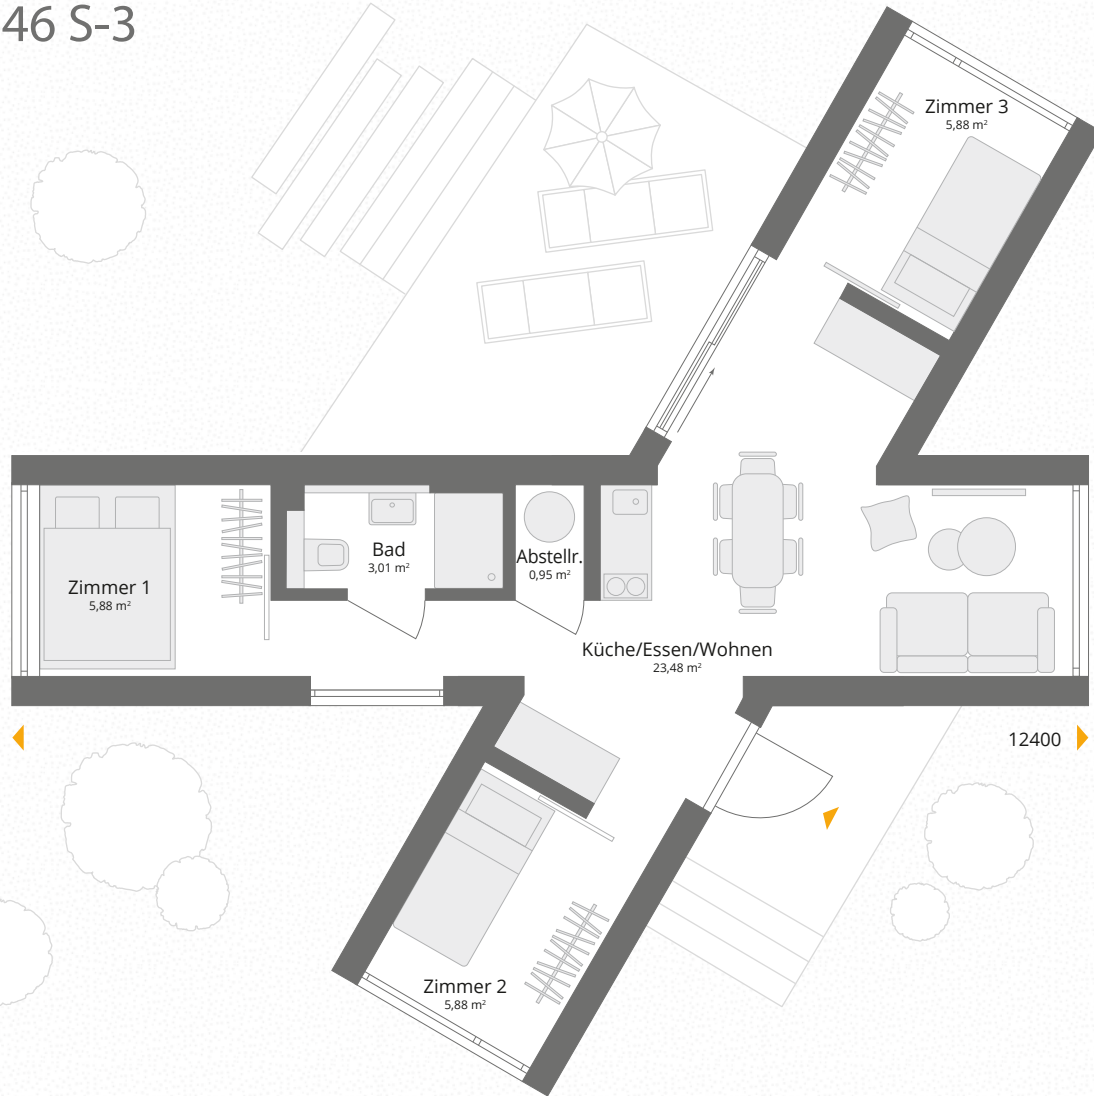 46 S-3
Zimmer 3
5,88 m²
Bad
3,01 m²
Abstellr.
0,95 m²
Zimmer 1
5,88 m²
Küche/Essen/Wohnen
23,48 m²
12400
Zimmer 2
5,88 m²